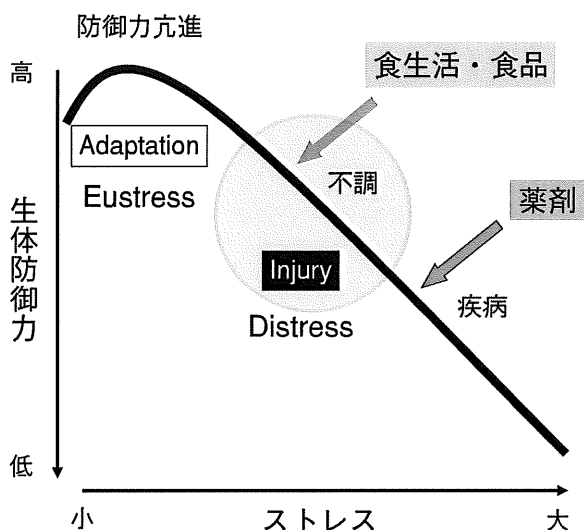 防御力亢進
高
食生活・食品
Adaptation
不調
Eustress
薬剤
生体防御力
Injury
疾病
Distress
低
小
ストレス
大